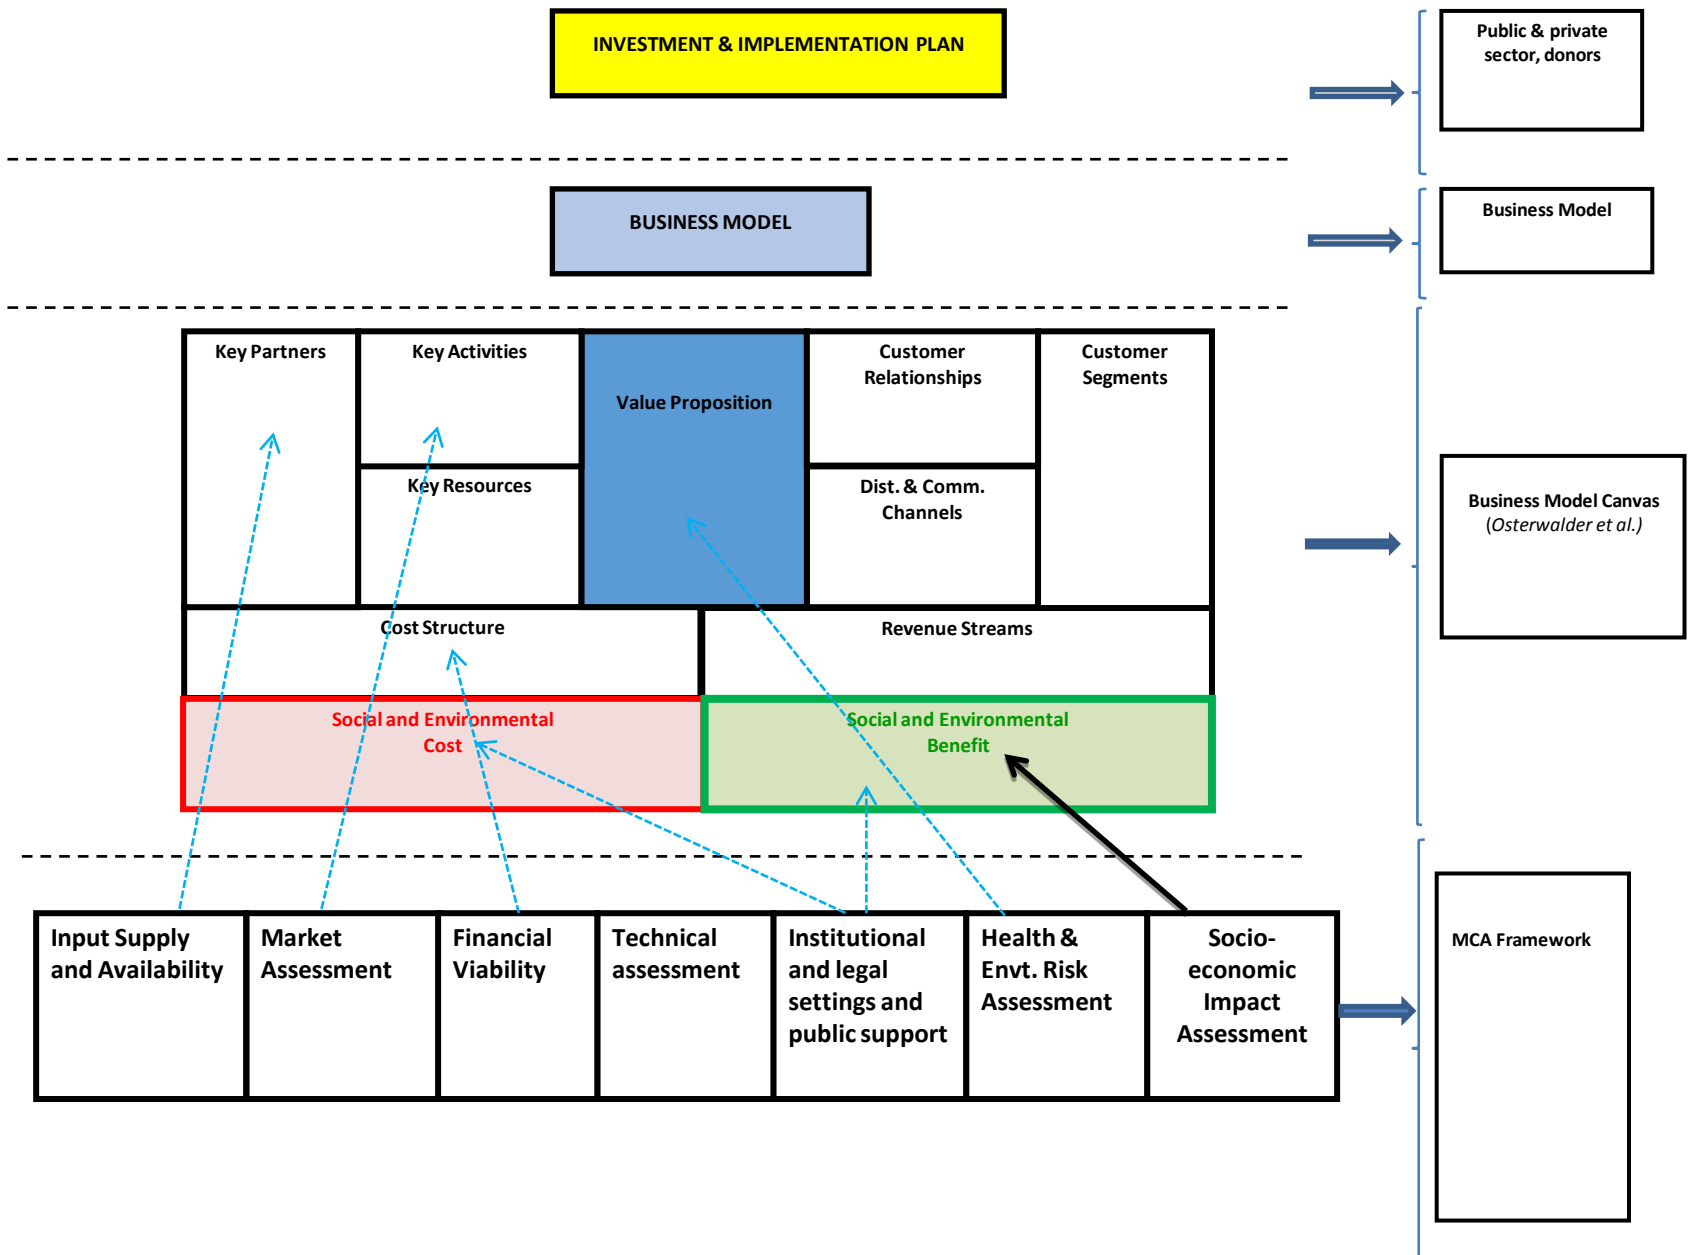 INVESTMENT & IMPLEMENTATION PLAN
Public & private
sector, donors
BUSINESS MODEL
Business Model
Key Partners
Key Activities
Value Proposition
Customer
Relationships
Customer
Segments
Key Resources
Dist. & Comm.
Channels
Business Model Canvas
(Osterwalder et al.)
Cost Structure
Revenue Streams
Social and Environmental
Cost
Social and Environmental
Benefit
Input Supply
and Availability
Market
Assessment
Financial
Viability
Technical
assessment
Institutional
and legal
settings and
public support
Health &
Envt. Risk
Assessment
Socio-
economic
Impact
Assessment
MCA Framework